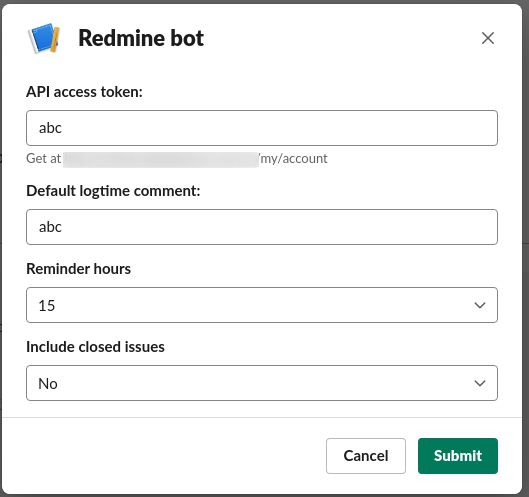 Redmine bot
API access token:
abc
Get at /my/account
Default logtime comment:
abc
Reminder hours
15
Include closed issues
No
Cancel
Submit